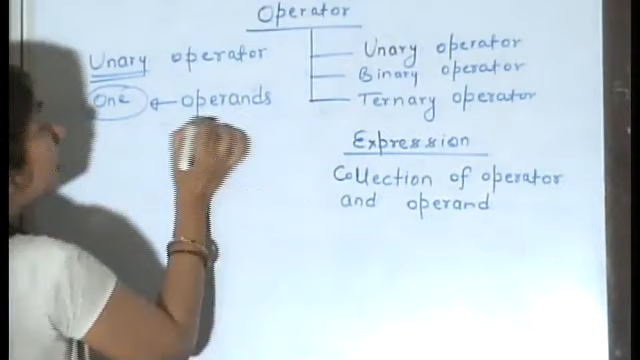 Operator
Unary operator
One ← operands
Unary operator
Binary operator
Ternary operator
Expression
Collection of operator
and operand